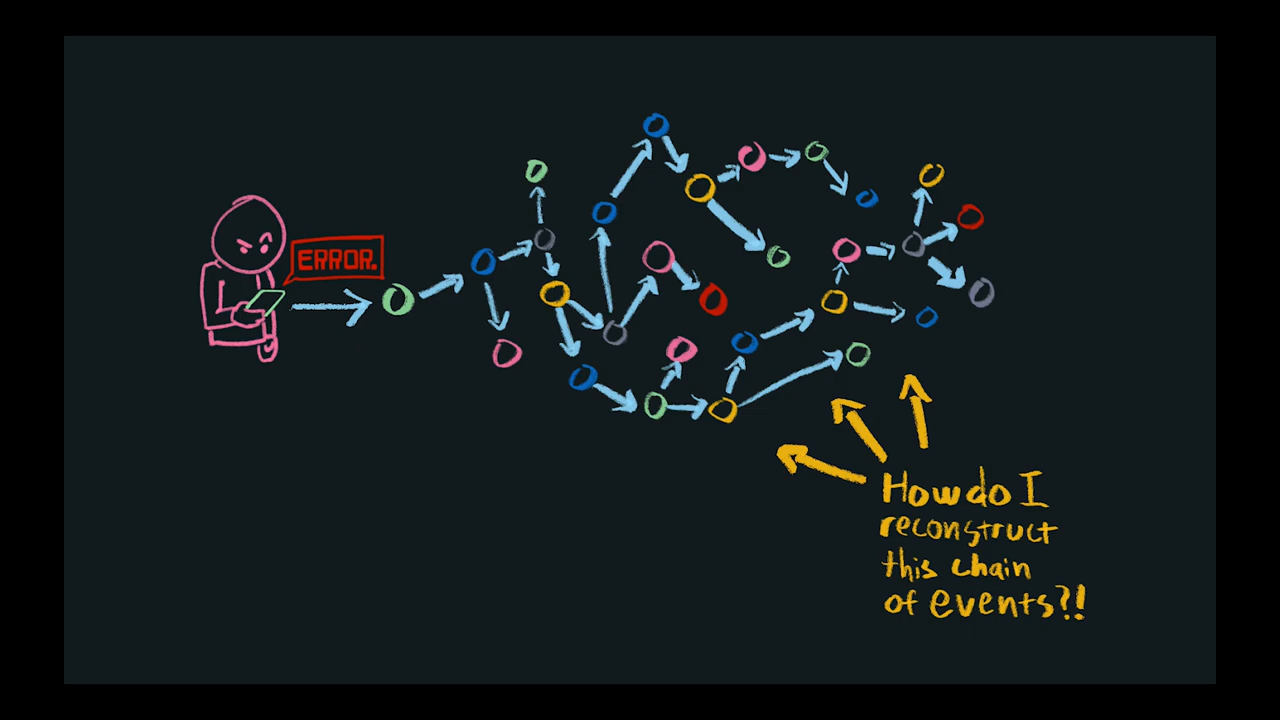 ERROR.
How do I
reconstruct
this chain
of events?!